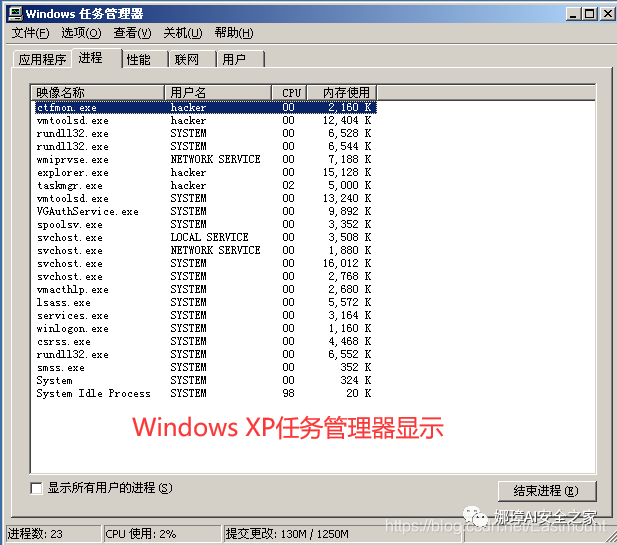 Windows 任务管理器
文件(F) 选项(O) 查看(V) 关机(U) 帮助(H)
应用程序 进程 性能 联网 用户
映像名称 用户名 CPU 内存使用
ctfmon.exe hacker 00 2,160 K
vmtoolsd.exe hacker 00 12,404 K
rundll32.exe SYSTEM 00 6,528 K
rundll32.exe SYSTEM 00 6,544 K
wmiprvse.exe NETWORK SERVICE 00 7,188 K
explorer.exe hacker 00 15,128 K
taskmgr.exe hacker 02 5,000 K
vmtoolsd.exe SYSTEM 00 13,240 K
VGAuthService.exe SYSTEM 00 9,892 K
spoolsv.exe SYSTEM 00 3,352 K
svchost.exe LOCAL SERVICE 00 3,508 K
svchost.exe NETWORK SERVICE 00 1,880 K
svchost.exe SYSTEM 00 16,012 K
svchost.exe SYSTEM 00 2,768 K
vmacthlp.exe SYSTEM 00 2,680 K
lsass.exe SYSTEM 00 5,572 K
services.exe SYSTEM 00 3,164 K
winlogon.exe SYSTEM 00 1,160 K
csrss.exe SYSTEM 00 4,468 K
rundll32.exe SYSTEM 00 6,552 K
smss.exe SYSTEM 00 352 K
System SYSTEM 00 324 K
System Idle Process SYSTEM 98 20 K
Windows XP任务管理器显示
显示所有用户的进程(S)
结束进程(E)
娜璋AI安全之家
https://blog.csdn.net/Eastmount
进程数: 23 CPU 使用: 2% 提交更改: 130M / 1250M